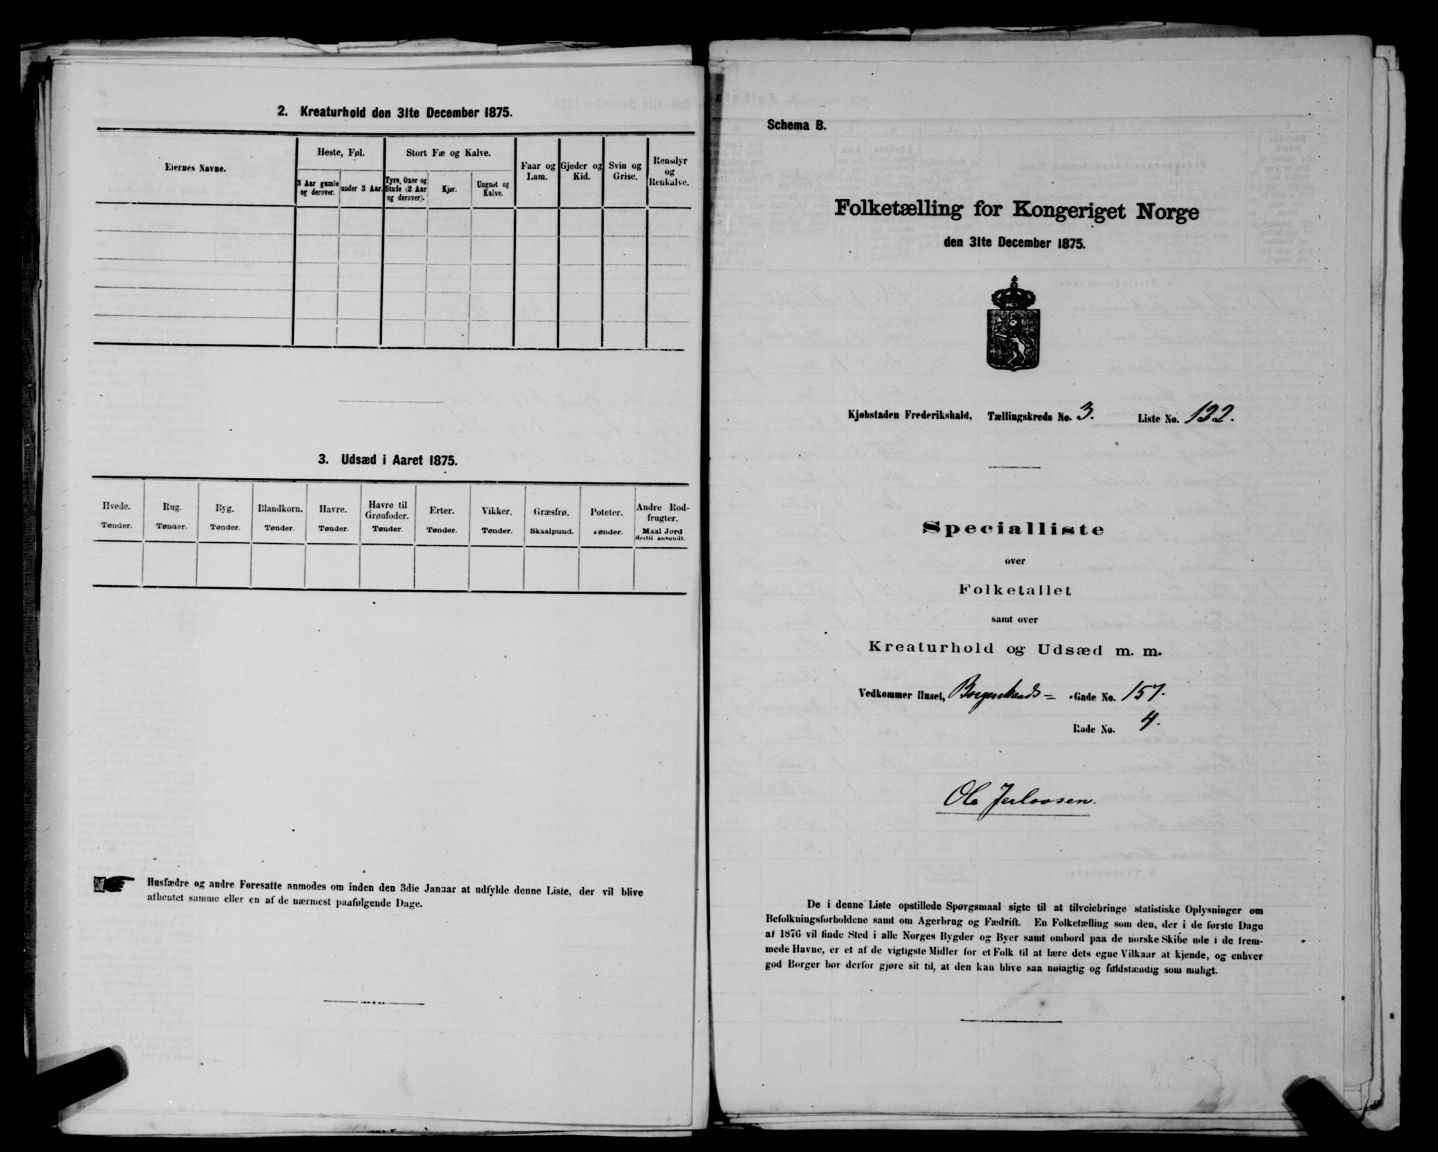 2. Kreaturhold den 31te December 1875.
Eiernes Navne.
Heste, Føl.
Stort Fæ og Kalve.
Faar og Lam.
Gjeder og Kid.
Svin og Grise.
Rensdyr og Renkalve.
3 Aar gamle og derover.
under 3 Aar.
Tyre, Oxer og Stude (2 Aar og derover).
Kjør.
Ungnøt og Kalve.
3. Udsæd i Aaret 1875.
Hvede. Rug. Byg. Blandkorn. Havre. Havre til Grønfoder. Erter. Vikker. Græsfrø. Poteter. Andre Rodfrugter.
Tønder. Tønder. Tønder. Tønder. Tønder. Tønder. Tønder. Tønder. Skaalpund. Tønder. Maal Jord dertil anvendt.
Husfædre og andre Foresatte anmodes om inden den 3die Januar at udfylde denne Liste, der vil blive
afhentet samme eller en af de nærmest paafølgende Dage.
Schema B.
Folketælling for Kongeriget Norge
den 31te December 1875.
Kjøbstaden Frederikshald, Tællingskreds No. 3. Liste No. 132.
Specialliste
over
Folketallet
samt over
Kreaturhold og Udsæd m. m.
Vedkommer Huset, Gade No. 157.
Rode No. 4.
Ole
De i denne Liste opstillede Spørgsmaal sigte til at tilveiebringe statistiske Oplysninger om
Befolkningsforholdene samt om Agerbrug og Fædrift. En Folketælling som den, der i de første Dage
af 1876 vil finde Sted i alle Norges Bygder og Byer samt ombord paa de norske Skibe ude i de frem-
mede Havne, er et af de vigtigste Midler for et Folk til at lære dets egne Vilkaar at kjende, og enhver
god Borger bør derfor gjøre sit til, at den kan blive saa nøiagtig og fuldstændig som muligt.